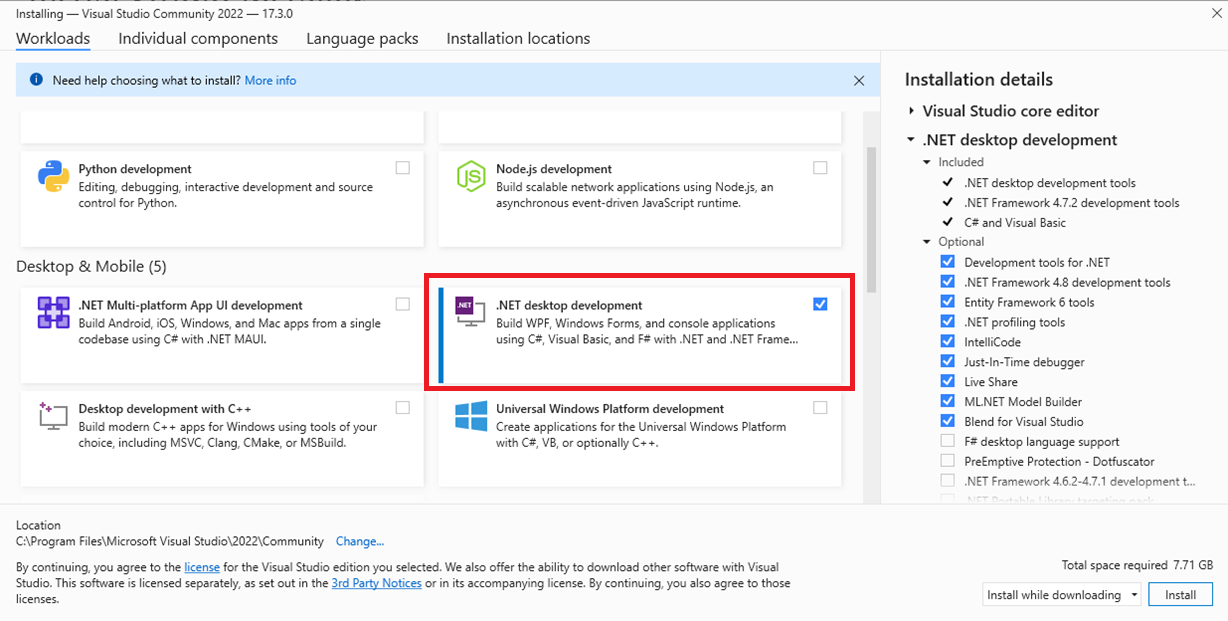 Installing — Visual Studio Community 2022 — 17.3.0
Workloads Individual components Language packs Installation locations
Need help choosing what to install? More info
Python development
Editing, debugging, interactive development and source
control for Python.
Node.js development
Build scalable network applications using Node.js, an
asynchronous event-driven JavaScript runtime.
Desktop & Mobile (5)
.NET Multi-platform App UI development
Build Android, iOS, Windows, and Mac apps from a single
codebase using C# with .NET MAUI.
.NET
.NET desktop development
Build WPF, Windows Forms, and console applications
using C#, Visual Basic, and F# with .NET and .NET Frame...
Desktop development with C++
Build modern C++ apps for Windows using tools of your
choice, including MSVC, Clang, CMake, or MSBuild.
Universal Windows Platform development
Create applications for the Universal Windows Platform
with C#, VB, or optionally C++.
Installation details
Visual Studio core editor
.NET desktop development
Included
.NET desktop development tools
.NET Framework 4.7.2 development tools
C# and Visual Basic
Optional
Development tools for .NET
.NET Framework 4.8 development tools
Entity Framework 6 tools
.NET profiling tools
IntelliCode
Just-In-Time debugger
Live Share
ML.NET Model Builder
Blend for Visual Studio
F# desktop language support
PreEmptive Protection - Dotfuscator
.NET Framework 4.6.2-4.7.1 development t...
.NET Portable Library targeting pack
Location
C:\Program Files\Microsoft Visual Studio\2022\Community Change...
By continuing, you agree to the license for the Visual Studio edition you selected. We also offer the ability to download other software with Visual
Studio. This software is licensed separately, as set out in the 3rd Party Notices or in its accompanying license. By continuing, you also agree to those
licenses.
Total space required 7.71 GB
Install while downloading Install